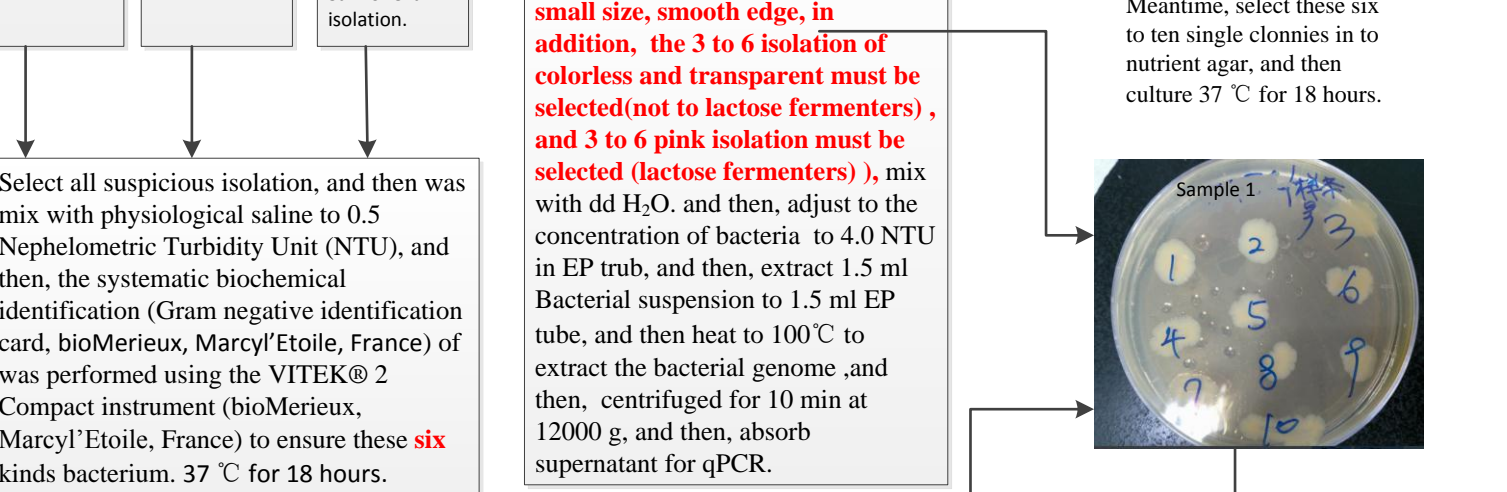 isolation.
Select all suspicious isolation, and then was
mix with physiological saline to 0.5
Nephelometric Turbidity Unit (NTU), and
then, the systematic biochemical
identification (Gram negative identification
card, bioMerieux, Marcyl'Etoile, France) of
was performed using the VITEK® 2
Compact instrument (bioMerieux,
Marcyl'Etoile, France) to ensure these six
kinds bacterium. 37 ℃ for 18 hours.
small size, smooth edge, in
addition, the 3 to 6 isolation of
colorless and transparent must be
selected(not to lactose fermenters) ,
and 3 to 6 pink isolation must be
selected (lactose fermenters) ), mix
with dd H₂O. and then, adjust to the
concentration of bacteria to 4.0 NTU
in EP trub, and then, extract 1.5 ml
Bacterial suspension to 1.5 ml EP
tube, and then heat to 100℃ to
extract the bacterial genome ,and
then, centrifuged for 10 min at
12000 g, and then, absorb
supernatant for qPCR.
Meantime, select these six
to ten single clonnies in to
nutrient agar, and then
culture 37 ℃ for 18 hours.
Sample 1
1
2
3
4
5
6
7
8
9
10